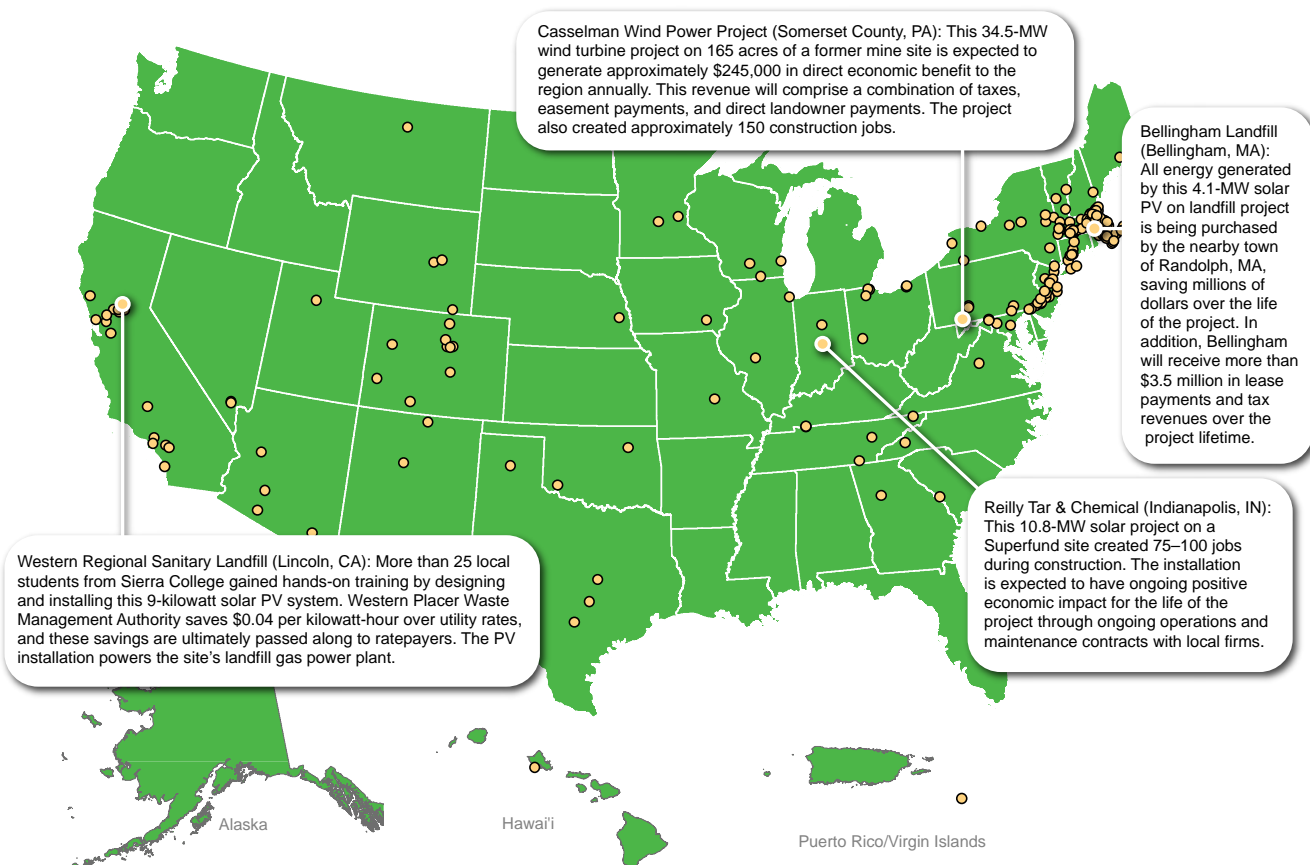 Casselman Wind Power Project (Somerset County, PA): This 34.5-MW
wind turbine project on 165 acres of a former mine site is expected to
generate approximately $245,000 in direct economic benefit to the
region annually. This revenue will comprise a combination of taxes,
easement payments, and direct landowner payments. The project
also created approximately 150 construction jobs.
Bellingham Landfill
(Bellingham, MA):
All energy generated
by this 4.1-MW solar
PV on landfill project
is being purchased
by the nearby town
of Randolph, MA,
saving millions of
dollars over the life
of the project. In
addition, Bellingham
will receive more than
$3.5 million in lease
payments and tax
revenues over the
project lifetime.
Reilly Tar & Chemical (Indianapolis, IN):
This 10.8-MW solar project on a
Superfund site created 75–100 jobs
during construction. The installation
is expected to have ongoing positive
economic impact for the life of the
project through ongoing operations and
maintenance contracts with local firms.
Western Regional Sanitary Landfill (Lincoln, CA): More than 25 local
students from Sierra College gained hands-on training by designing
and installing this 9-kilowatt solar PV system. Western Placer Waste
Management Authority saves $0.04 per kilowatt-hour over utility rates,
and these savings are ultimately passed along to ratepayers. The PV
installation powers the site’s landfill gas power plant.
Alaska
Hawai'i
Puerto Rico/Virgin Islands